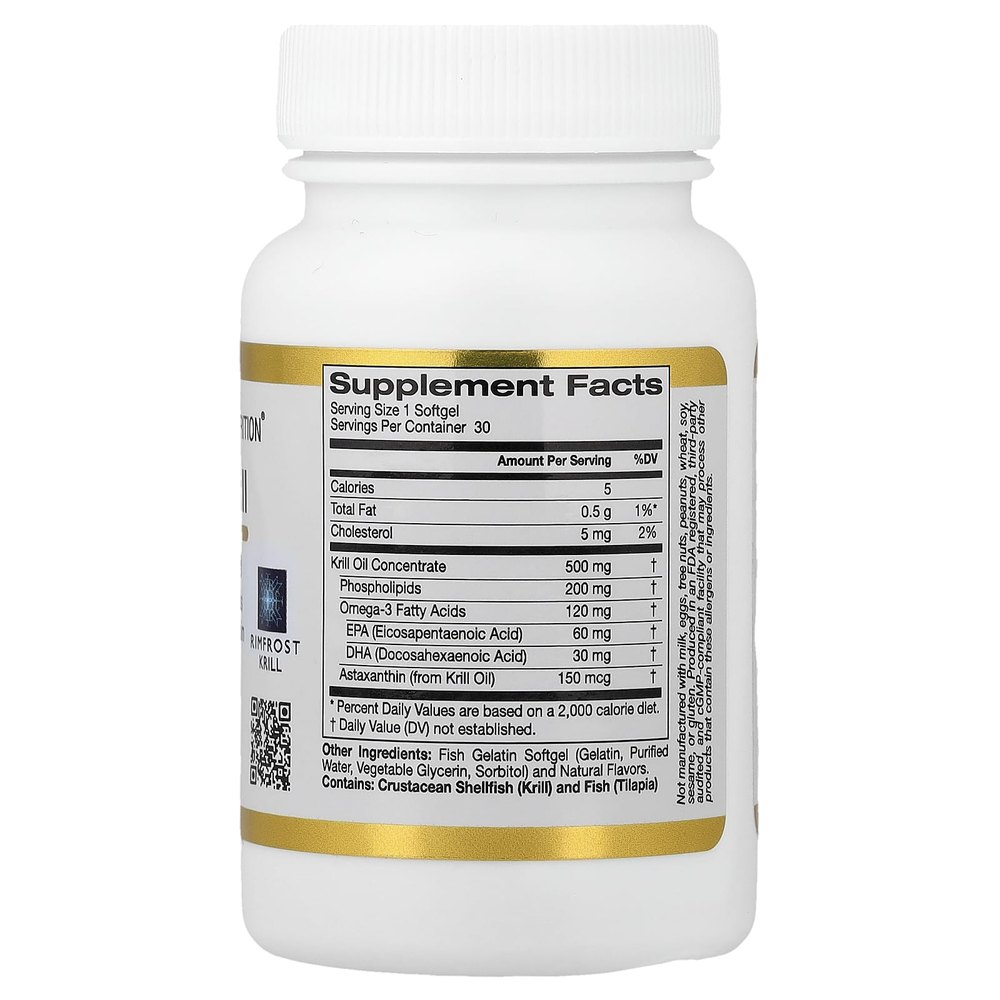 Supplement Facts
Serving Size 1 Softgel
Servings Per Container 30
Amount Per Serving %DV
Calories 5
Total Fat 0.5 g 1%*
Cholesterol 5 mg 2%
Krill Oil Concentrate 500 mg †
Phospholipids 200 mg †
Omega-3 Fatty Acids 120 mg †
EPA (Eicosapentaenoic Acid) 60 mg †
DHA (Docosahexaenoic Acid) 30 mg †
Astaxanthin (from Krill Oil) 150 mcg †
* Percent Daily Values are based on a 2,000 calorie diet.
† Daily Value (DV) not established.
Other Ingredients: Fish Gelatin Softgel (Gelatin, Purified
Water, Vegetable Glycerin, Sorbitol) and Natural Flavors.
Contains: Crustacean Shellfish (Krill) and Fish (Tilapia)
Not manufactured with milk, eggs, tree nuts, peanuts, wheat, soy,
sesame, or gluten. Produced in an FDA registered, third-party
audited, and cGMP-compliant facility that may process other
products that contain these allergens or ingredients.
RIMFROST
KRILL